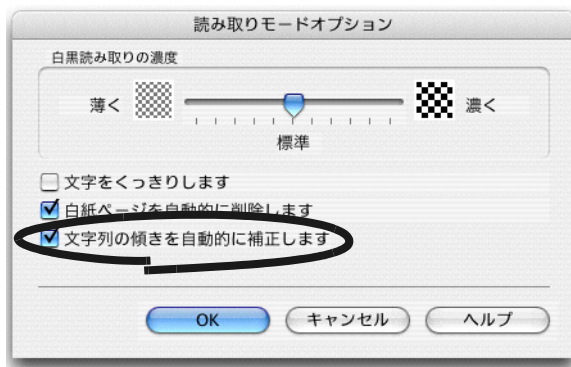 読み取りモードオプション
白黒読み取りの濃度
薄く
濃く
標準
文字をくっきりします
白紙ページを自動的に削除します
文字列の傾きを自動的に補正します
OK
キャンセル
ヘルプ